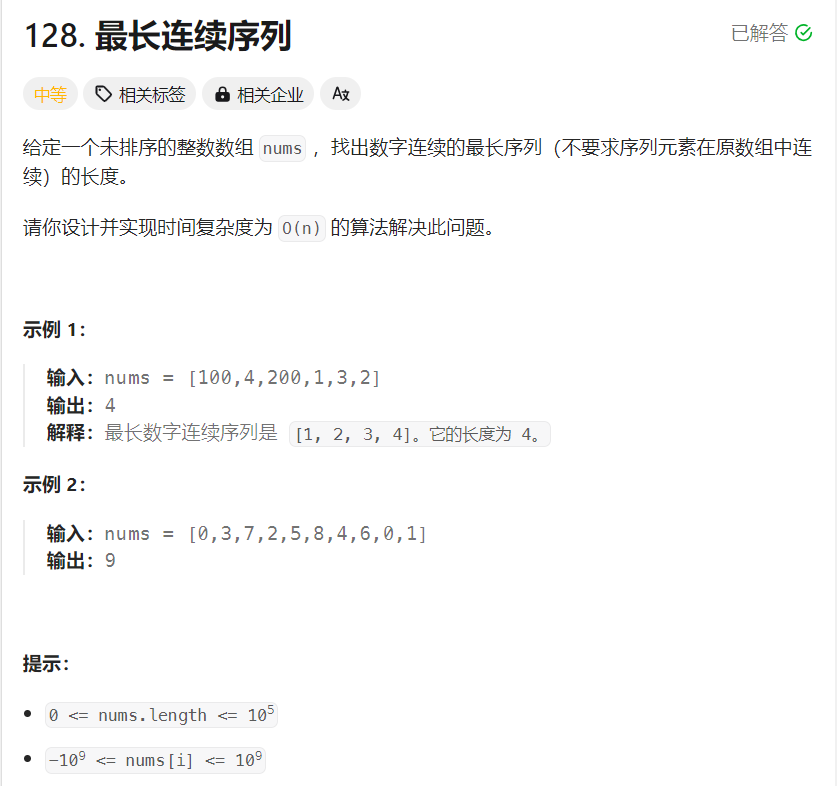 128. 最长连续序列
已解答
中等 相关标签 相关企业 Az
给定一个未排序的整数数组 nums ，找出数字连续的最长序列（不要求序列元素在原数组中连
续）的长度。
请你设计并实现时间复杂度为 O(n) 的算法解决此问题。
示例 1：
输入：nums = [100,4,200,1,3,2]
输出：4
解释：最长数字连续序列是 [1, 2, 3, 4]。它的长度为 4。
示例 2：
输入：nums = [0,3,7,2,5,8,4,6,0,1]
输出：9
提示：
0 <= nums.length <= 10⁵
-10⁹ <= nums[i] <= 10⁹